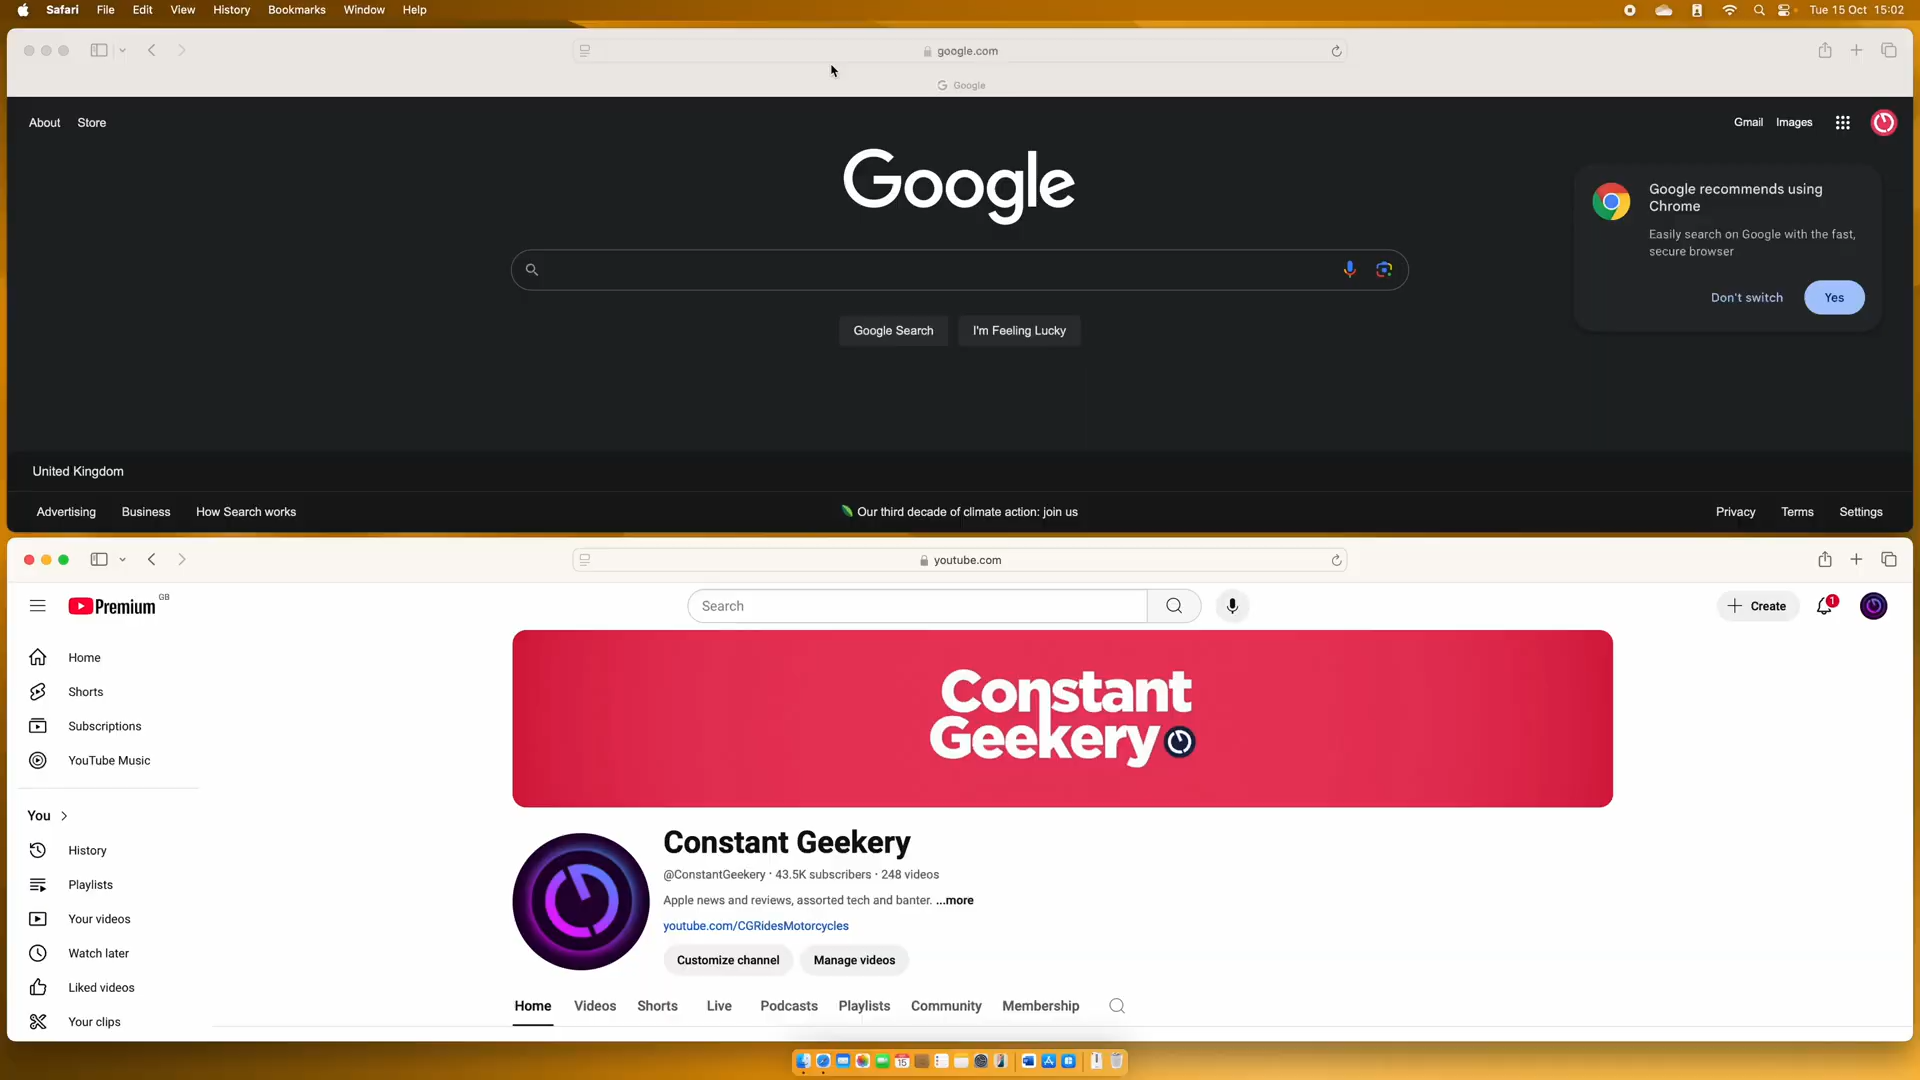 Safari File Edit View History Bookmarks Window Help Tue 15 Oct 15:02
google.com
G Google
About Store Gmail Images
Google
Google recommends using
Chrome
Easily search on Google with the fast,
secure browser
Don't switch Yes
Google Search I'm Feeling Lucky
United Kingdom
Advertising Business How Search works Our third decade of climate action: join us Privacy Terms Settings
youtube.com
Premium GB Search Create 1
Home
Shorts
Subscriptions
YouTube Music
You
History
Playlists
Your videos
Watch later
Liked videos
Your clips
Constant
Geekery
Constant Geekery
@ConstantGeekery · 43.5K subscribers · 248 videos
Apple news and reviews, assorted tech and banter. ...more
youtube.com/CGRidesMotorcycles
Customize channel Manage videos
Home Videos Shorts Live Podcasts Playlists Community Membership
15